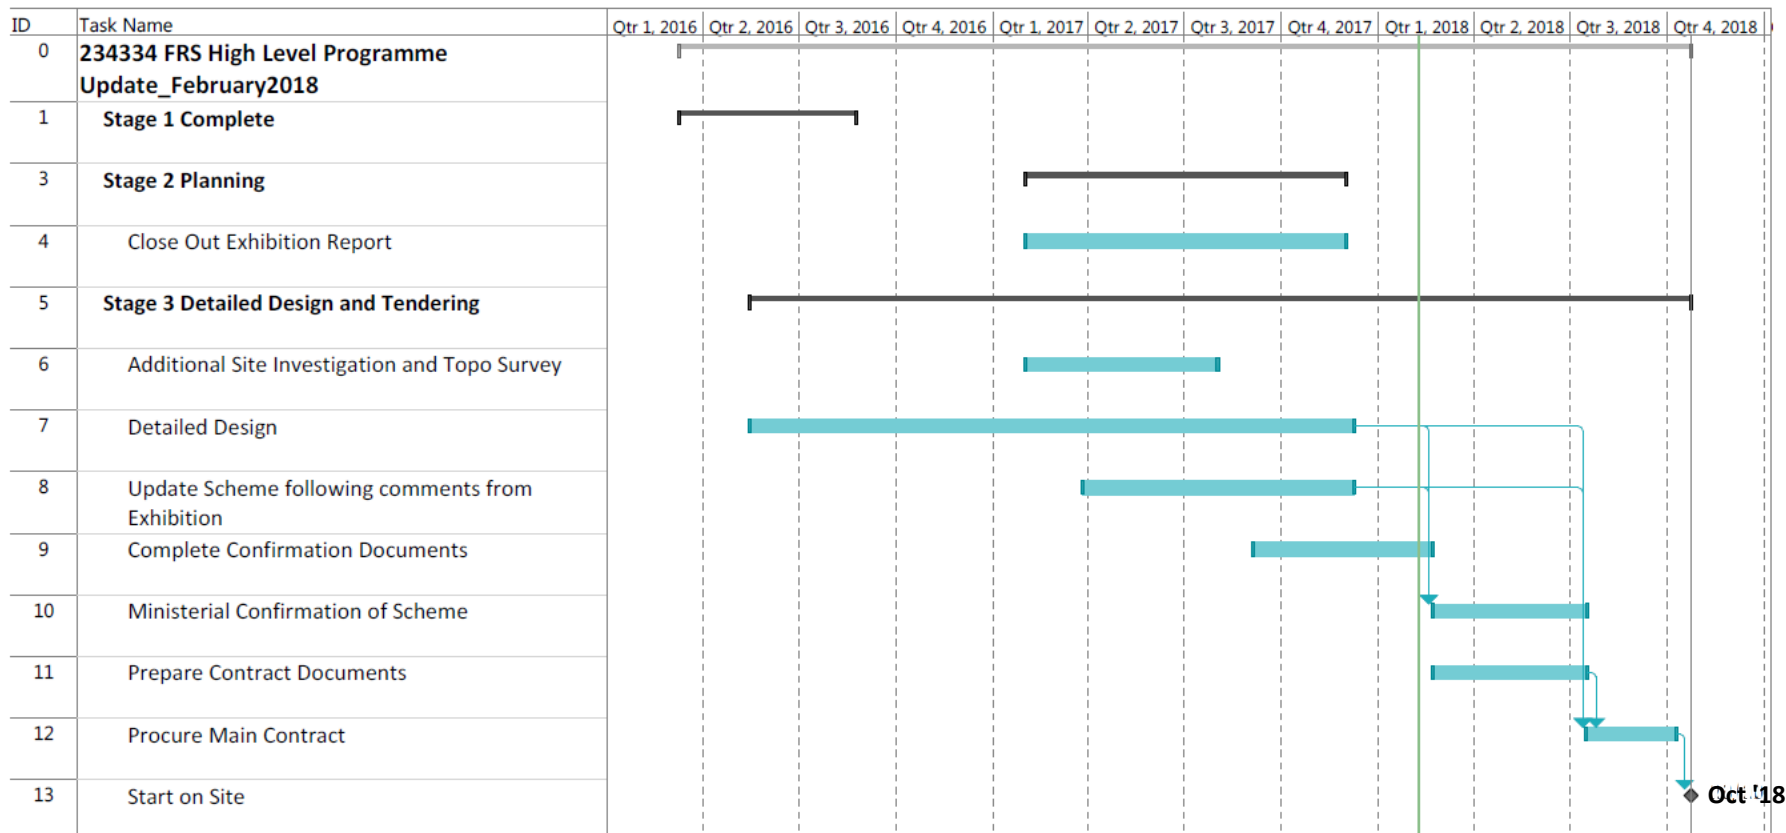 ID Task Name Qtr 1, 2016 Qtr 2, 2016 Qtr 3, 2016 Qtr 4, 2016 Qtr 1, 2017 Qtr 2, 2017 Qtr 3, 2017 Qtr 4, 2017 Qtr 1, 2018 Qtr 2, 2018 Qtr 3, 2018 Qtr 4, 2018
0 234334 FRS High Level Programme
Update_February2018
1 Stage 1 Complete
3 Stage 2 Planning
4 Close Out Exhibition Report
5 Stage 3 Detailed Design and Tendering
6 Additional Site Investigation and Topo Survey
7 Detailed Design
8 Update Scheme following comments from
Exhibition
9 Complete Confirmation Documents
10 Ministerial Confirmation of Scheme
11 Prepare Contract Documents
12 Procure Main Contract
13 Start on Site Oct '18